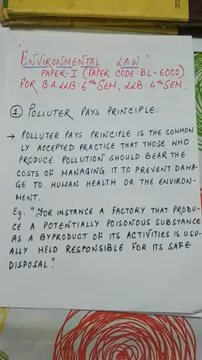 ENVIRONMENTAL LAW
PAPER-I (PAPER CODE: BL-6001)
FOR B.A LLB: 6th SEM, LLB: 4th SEM.
① POLLUTER PAYS PRINCIPLE.
→ POLLUTER PAYS PRINCIPLE IS THE COMMON
LY ACCEPTED PRACTICE THAT THOSE WHO
PRODUCE POLLUTION SHOULD BEAR THE
COSTS OF MANAGING IT TO PREVENT DAMA-
GE TO HUMAN HEALTH OR THE ENVIRON-
MENT.
Eg. "FOR INSTANCE A FACTORY THAT PRODU-
CE A POTENTIALLY POISONOUS SUBSTANCE
AS A BYPRODUCT OF ITS ACTIVITIES IS USU-
ALLY HELD RESPONSIBLE FOR ITS SAFE
DISPOSAL."